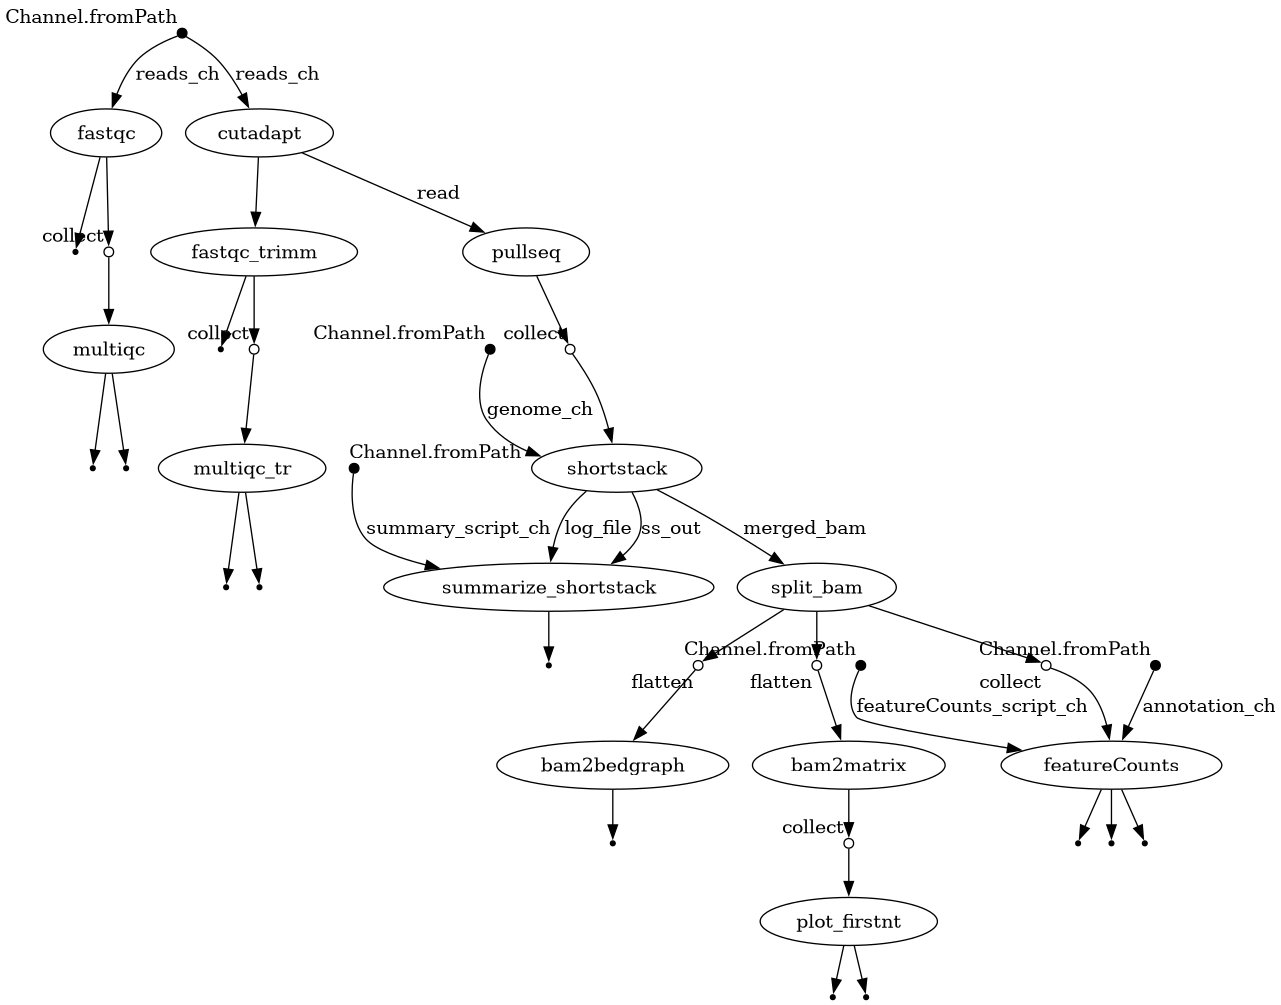 Channel.fromPath
reads_ch
reads_ch
fastqc
cutadapt
read
collect
fastqc_trimm
pullseq
collect
Channel.fromPath
collect
multiqc
genome_ch
Channel.fromPath
multiqc_tr
shortstack
summary_script_ch
log_file
ss_out
merged_bam
summarize_shortstack
split_bam
Channel.fromPath
Channel.fromPath
flatten
flatten
collect
featureCounts_script_ch
annotation_ch
bam2bedgraph
bam2matrix
featureCounts
collect
plot_firstnt